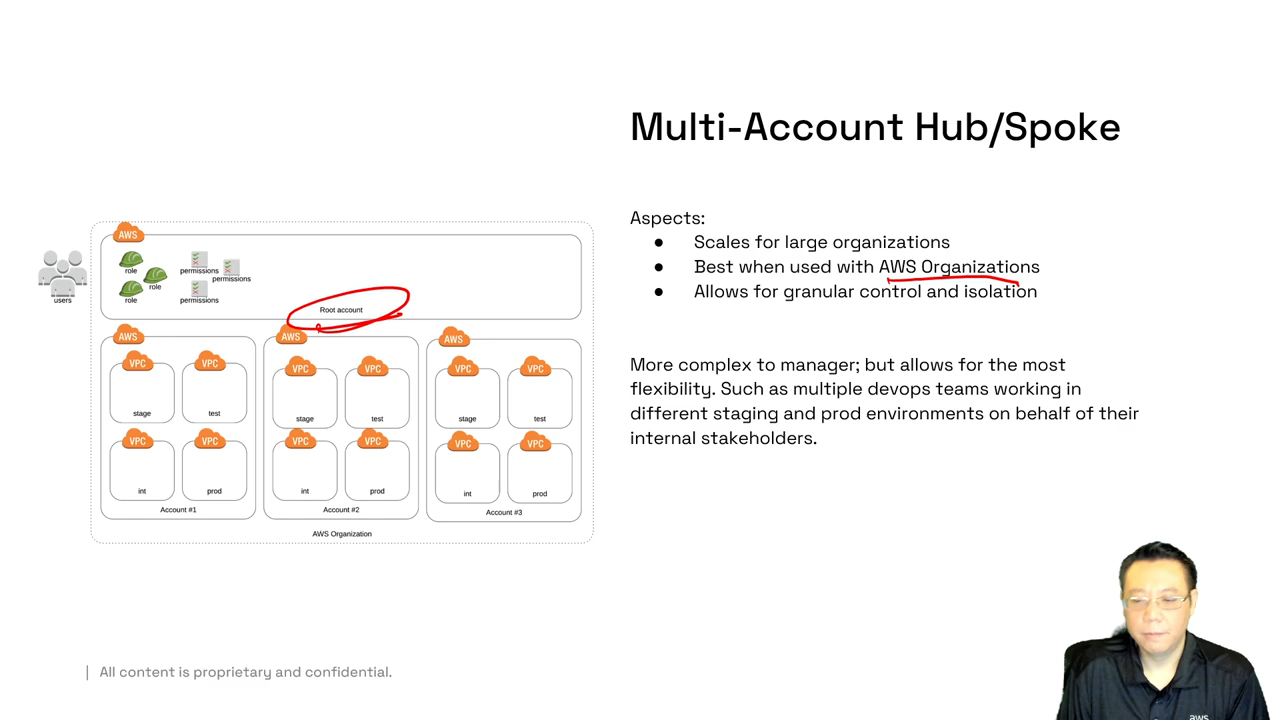 Multi-Account Hub/Spoke
Aspects:
● Scales for large organizations
● Best when used with AWS Organizations
● Allows for granular control and isolation
More complex to manager; but allows for the most
flexibility. Such as multiple devops teams working in
different staging and prod environments on behalf of their
internal stakeholders.
AWS
role
role
role
permissions
permissions
permissions
users
Root account
AWS
VPC
VPC
stage
test
VPC
VPC
int
prod
Account #1
AWS
VPC
VPC
stage
test
VPC
VPC
int
prod
Account #2
AWS
VPC
VPC
stage
test
VPC
VPC
int
prod
Account #3
AWS Organization
| All content is proprietary and confidential.
aws